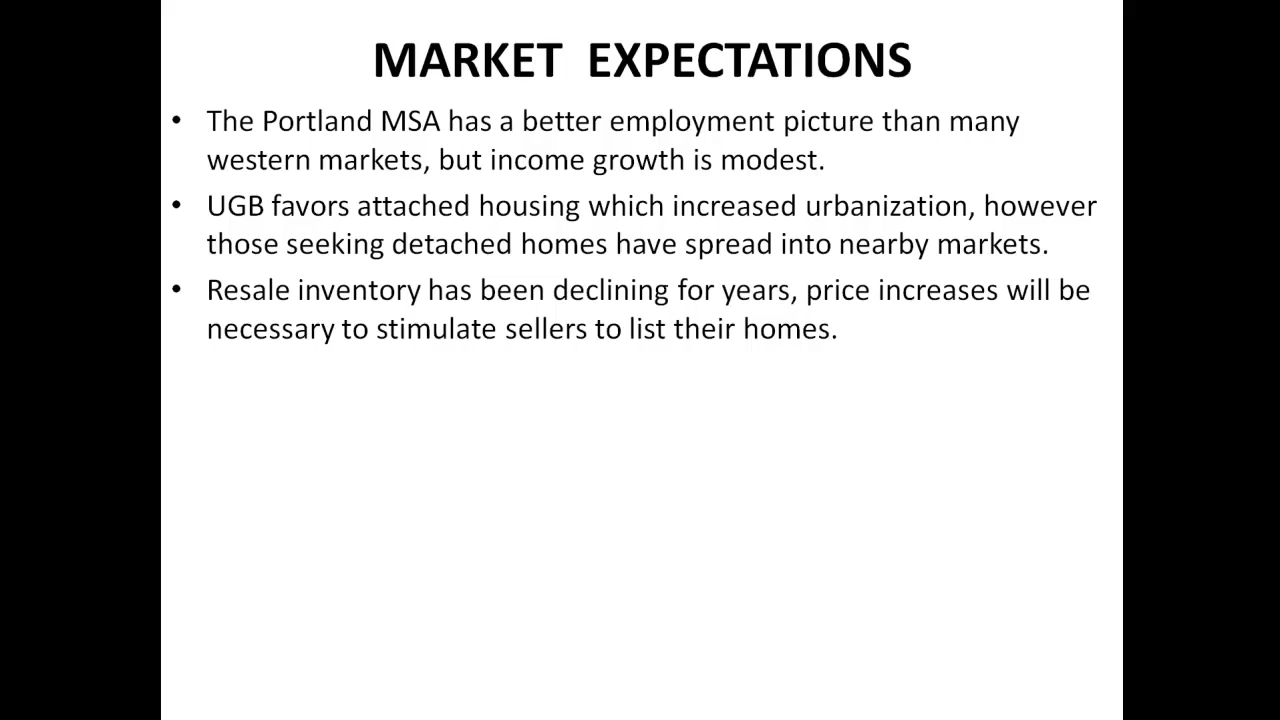 MARKET EXPECTATIONS
• The Portland MSA has a better employment picture than many
western markets, but income growth is modest.
• UGB favors attached housing which increased urbanization, however
those seeking detached homes have spread into nearby markets.
• Resale inventory has been declining for years, price increases will be
necessary to stimulate sellers to list their homes.